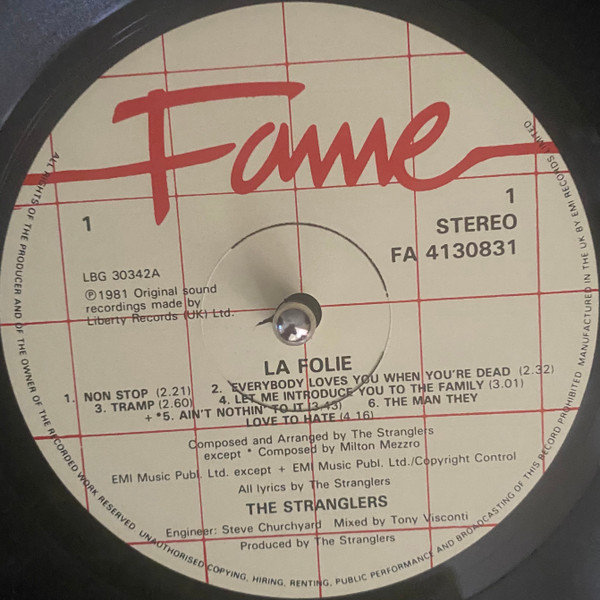 Fame
1
1
STEREO
FA 4130831
LBG 30342A
Ⓟ1981 Original sound
recordings made by
Liberty Records (UK) Ltd.
LA FOLIE
1. NON STOP (2.21) 2. EVERYBODY LOVES YOU WHEN YOU'RE DEAD (2.32)
3. TRAMP (2.60) 4. LET ME INTRODUCE YOU TO THE FAMILY (3.01)
+ *5. AIN'T NOTHIN' TO IT (3.43) 6. THE MAN THEY
LOVE TO HATE (4.16)
Composed and Arranged by The Stranglers
except * Composed by Milton Mezzro
EMI Music Publ. Ltd. except + EMI Music Publ. Ltd./Copyright Control
All lyrics by The Stranglers
THE STRANGLERS
Engineer: Steve Churchyard Mixed by Tony Visconti
Produced by The Stranglers
ALL RIGHTS OF THE PRODUCER AND OF THE OWNER OF THE RECORDED WORK RESERVED UNAUTHORISED COPYING, HIRING, RENTING, PUBLIC PERFORMANCE AND BROADCASTING OF THIS RECORD PROHIBITED MANUFACTURED IN THE UK BY EMI RECORDS LIMITED